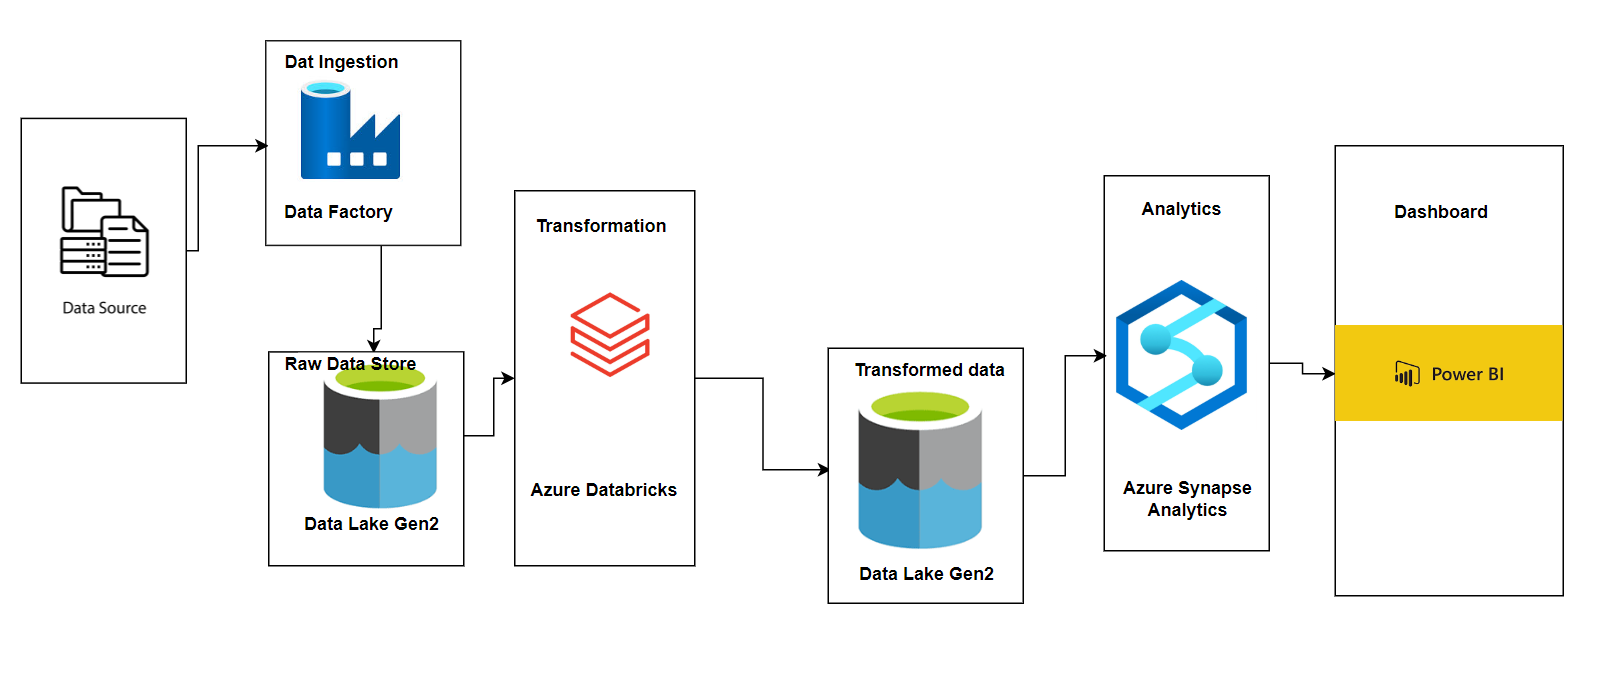 Data Source
Dat Ingestion
Data Factory
Raw Data Store
Data Lake Gen2
Transformation
Azure Databricks
Transformed data
Data Lake Gen2
Analytics
Azure Synapse
Analytics
Dashboard
Power BI